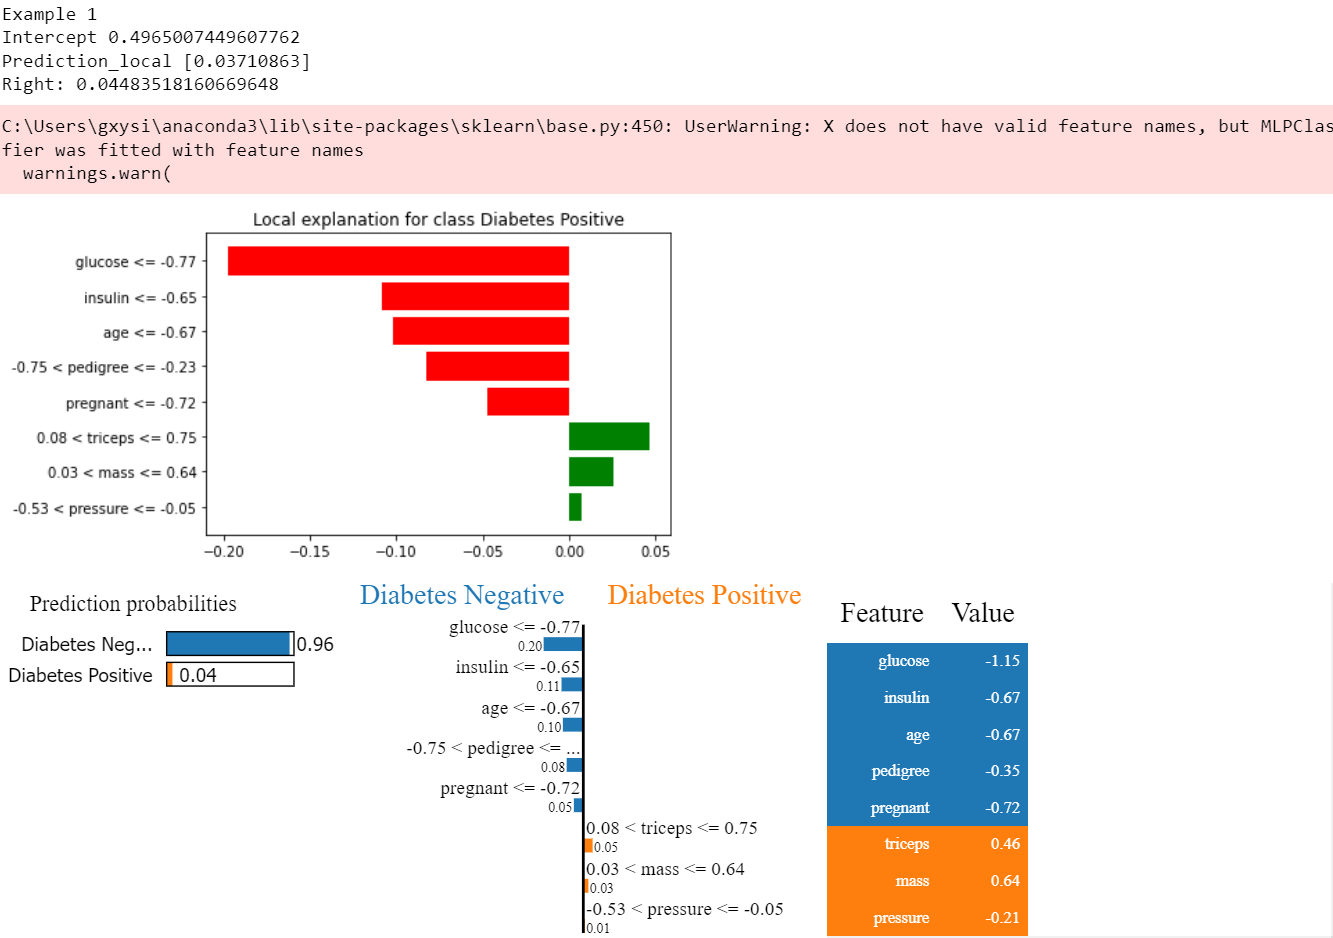 Example 1
Intercept 0.4965007449607762
Prediction_local [0.03710863]
Right: 0.04483518160669648
C:\Users\gxysi\anaconda3\lib\site-packages\sklearn\base.py:450: UserWarning: X does not have valid feature names, but MLPClas
fier was fitted with feature names
warnings.warn(
Local explanation for class Diabetes Positive
glucose <= -0.77
insulin <= -0.65
age <= -0.67
-0.75 < pedigree <= -0.23
pregnant <= -0.72
0.08 < triceps <= 0.75
0.03 < mass <= 0.64
-0.53 < pressure <= -0.05
−0.20 −0.15 −0.10 −0.05 0.00 0.05
Prediction probabilities
Diabetes Neg... 0.96
Diabetes Positive 0.04
Diabetes Negative Diabetes Positive
glucose <= -0.77
0.20
insulin <= -0.65
0.11
age <= -0.67
0.10
-0.75 < pedigree <= ...
0.08
pregnant <= -0.72
0.05
0.08 < triceps <= 0.75
0.05
0.03 < mass <= 0.64
0.03
-0.53 < pressure <= -0.05
0.01
Feature Value
glucose -1.15
insulin -0.67
age -0.67
pedigree -0.35
pregnant -0.72
triceps 0.46
mass 0.64
pressure -0.21